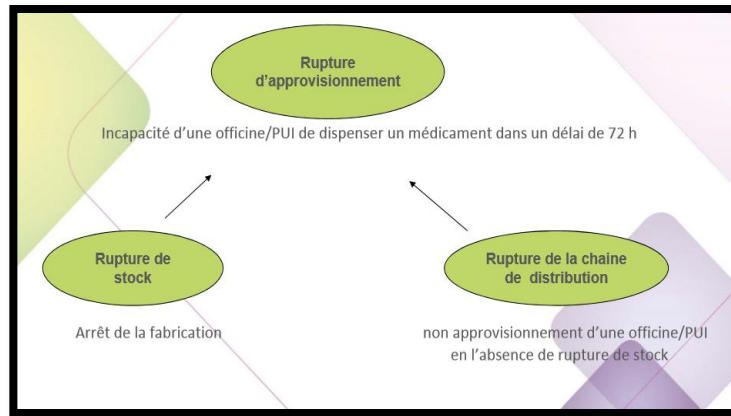 Rupture
d'approvisionnement
Incapacité d'une officine/PUI de dispenser un médicament dans un délai de 72 h
Rupture de
stock
Rupture de la chaine
de distribution
Arrêt de la fabrication
non approvisionnement d'une officine/PUI
en l'absence de rupture de stock